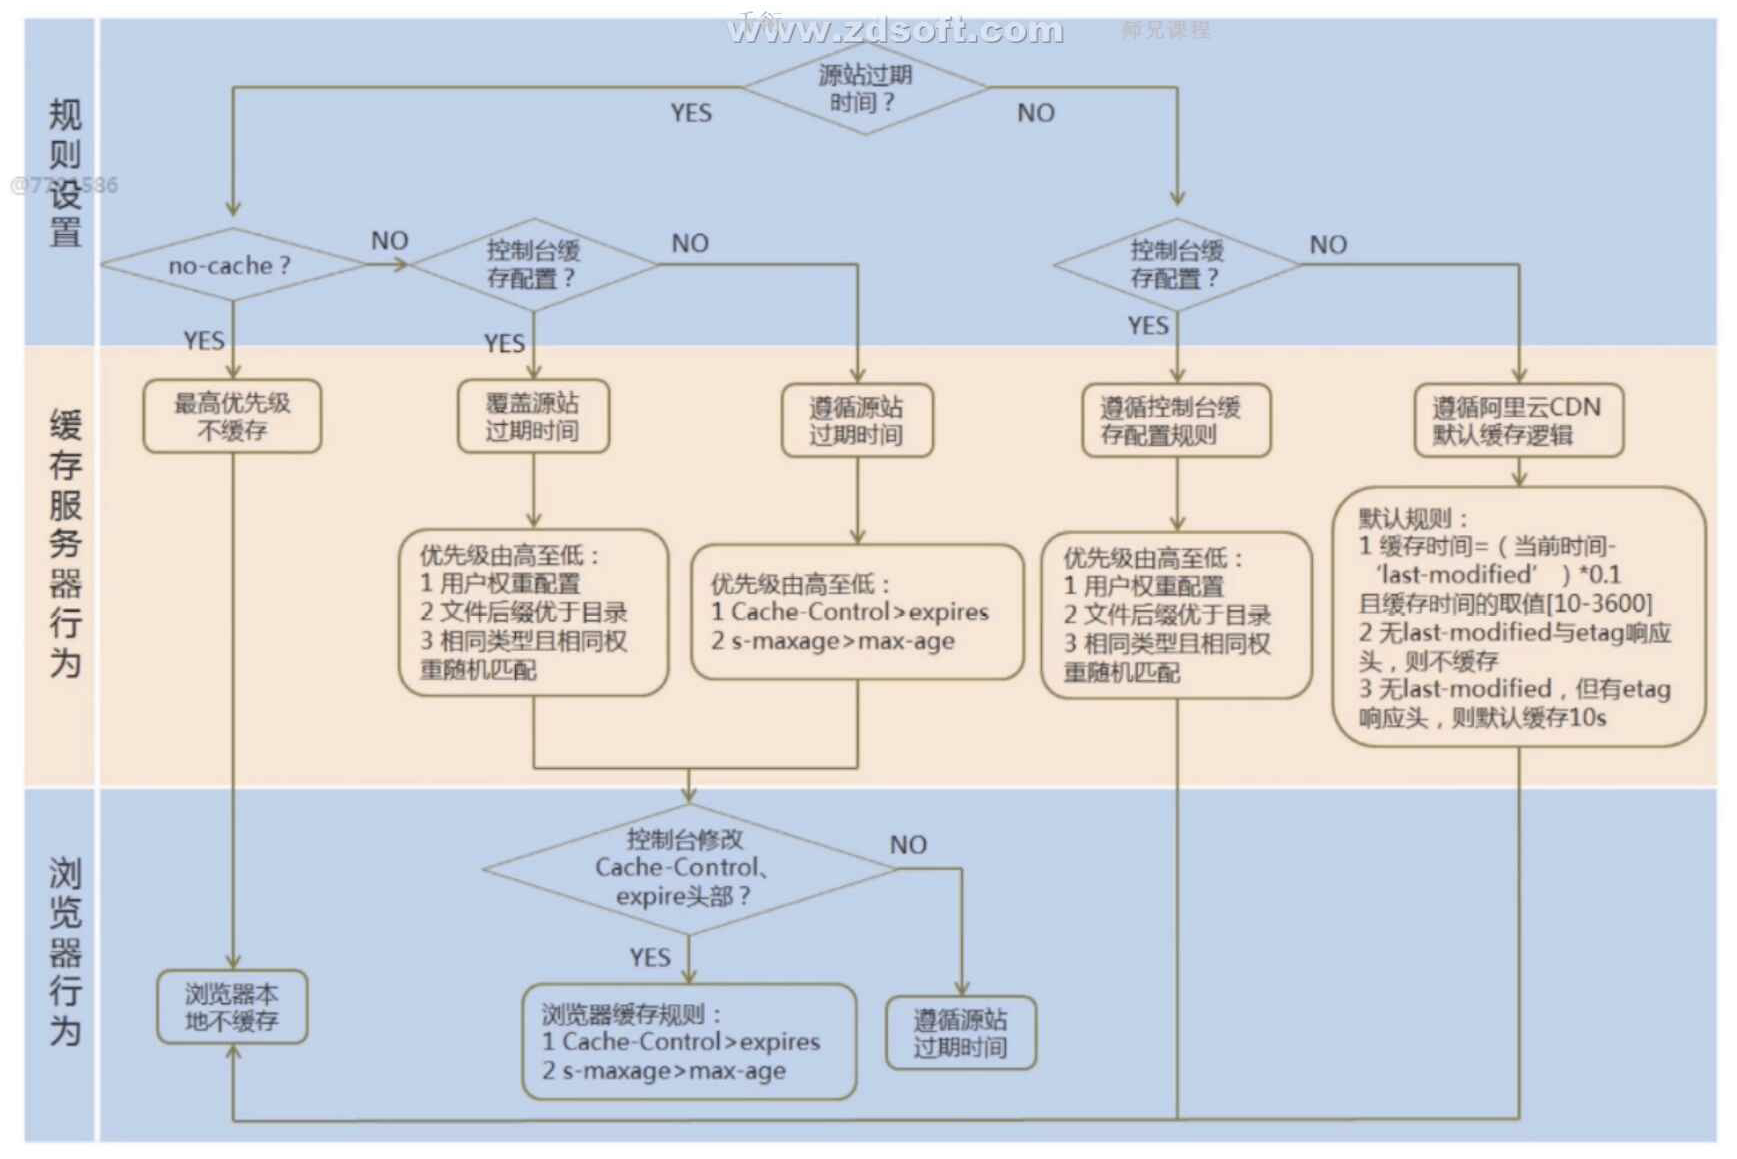 www.zdsoft.com
师兄课程
源站过期
时间？
YES
NO
规则设置
no-cache？
NO
控制台缓
存配置？
NO
控制台缓
存配置？
NO
YES
YES
YES
缓存服务器行为
最高优先级
不缓存
覆盖源站
过期时间
遵循源站
过期时间
遵循控制台缓
存配置规则
遵循阿里云CDN
默认缓存逻辑
优先级由高至低：
1 用户权重配置
2 文件后缀优于目录
3 相同类型且相同权
重随机匹配
优先级由高至低：
1 Cache-Control>expires
2 s-maxage>max-age
优先级由高至低：
1 用户权重配置
2 文件后缀优于目录
3 相同类型且相同权
重随机匹配
默认规则：
1 缓存时间=（当前时间-
‘last-modified’ ）*0.1
且缓存时间的取值[10-3600]
2 无last-modified与etag响应
头，则不缓存
3 无last-modified，但有etag
响应头，则默认缓存10s
浏览器行为
控制台修改
Cache-Control、
expire头部？
NO
YES
浏览器本
地不缓存
浏览器缓存规则：
1 Cache-Control>expires
2 s-maxage>max-age
遵循源站
过期时间